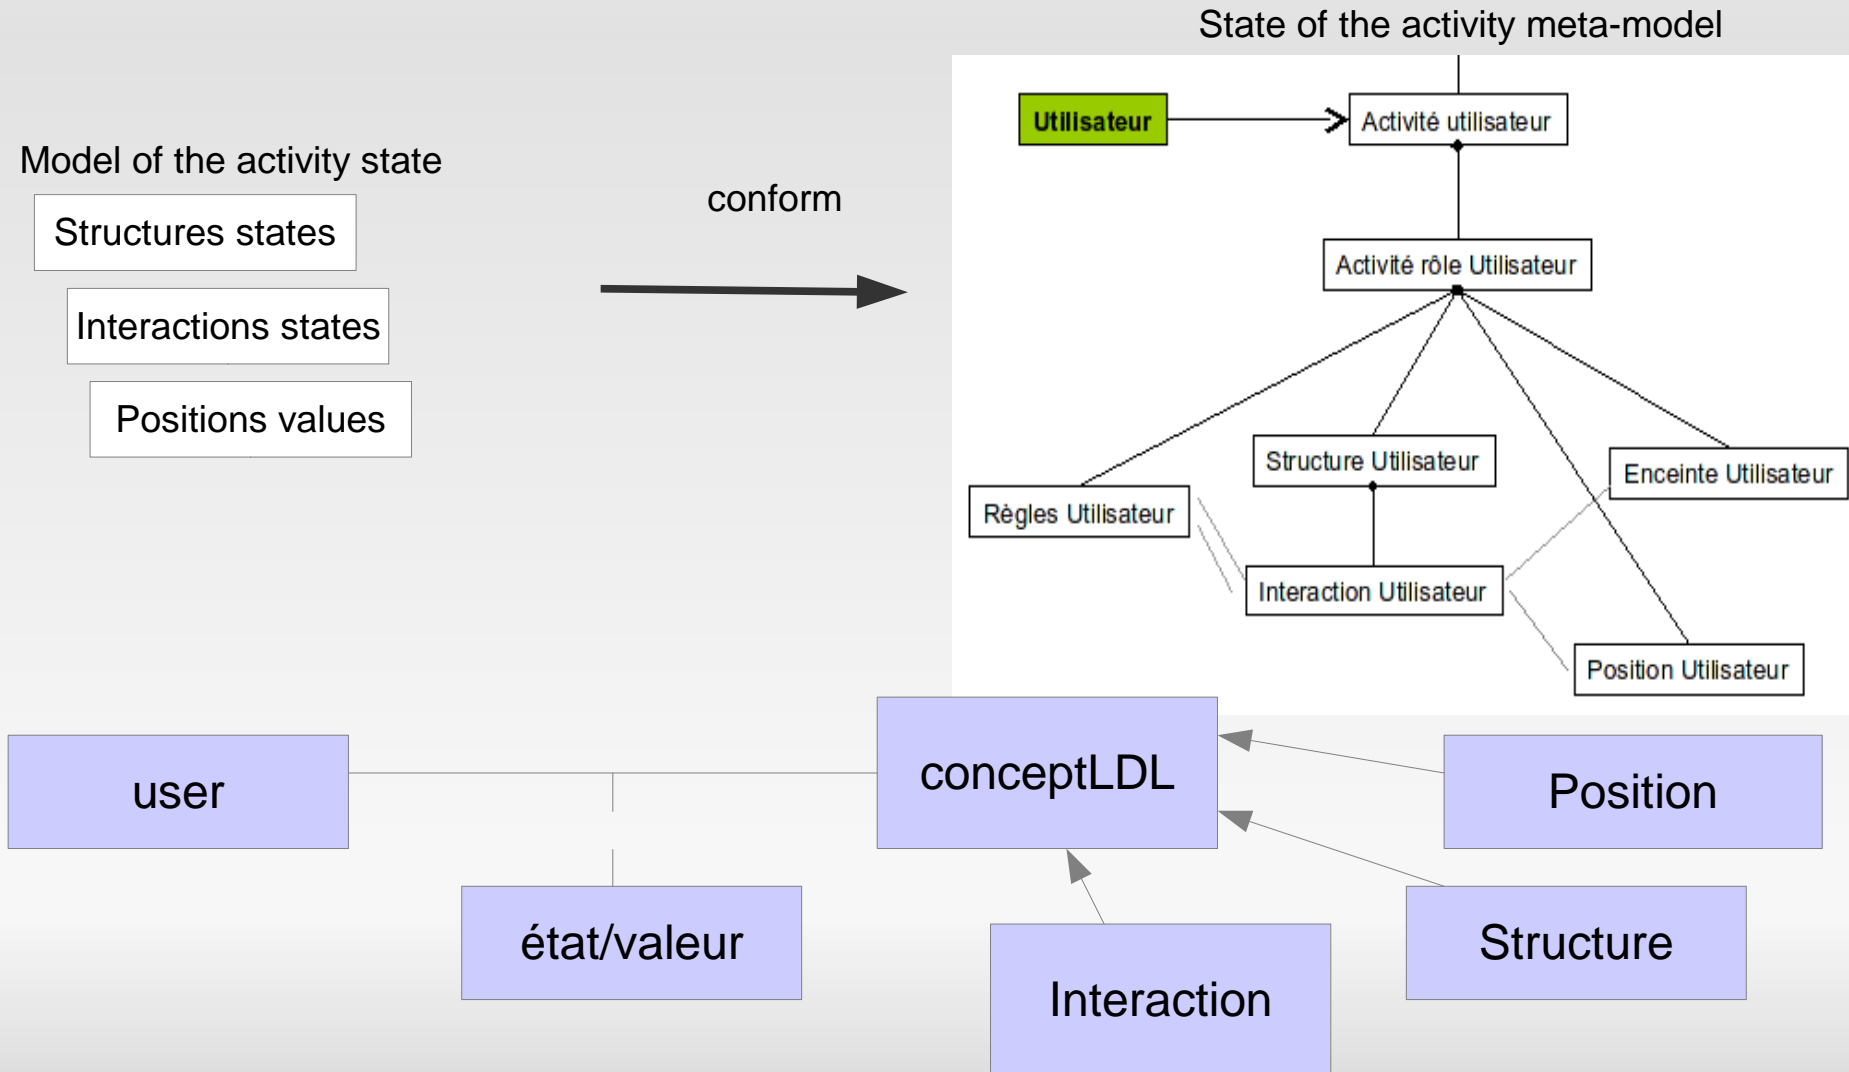 State of the activity meta-model
Utilisateur
Activité utilisateur
Model of the activity state
conform
Structures states
Activité rôle Utilisateur
Interactions states
Positions values
Structure Utilisateur
Enceinte Utilisateur
Règles Utilisateur
Interaction Utilisateur
Position Utilisateur
user
conceptLDL
Position
état/valeur
Structure
Interaction